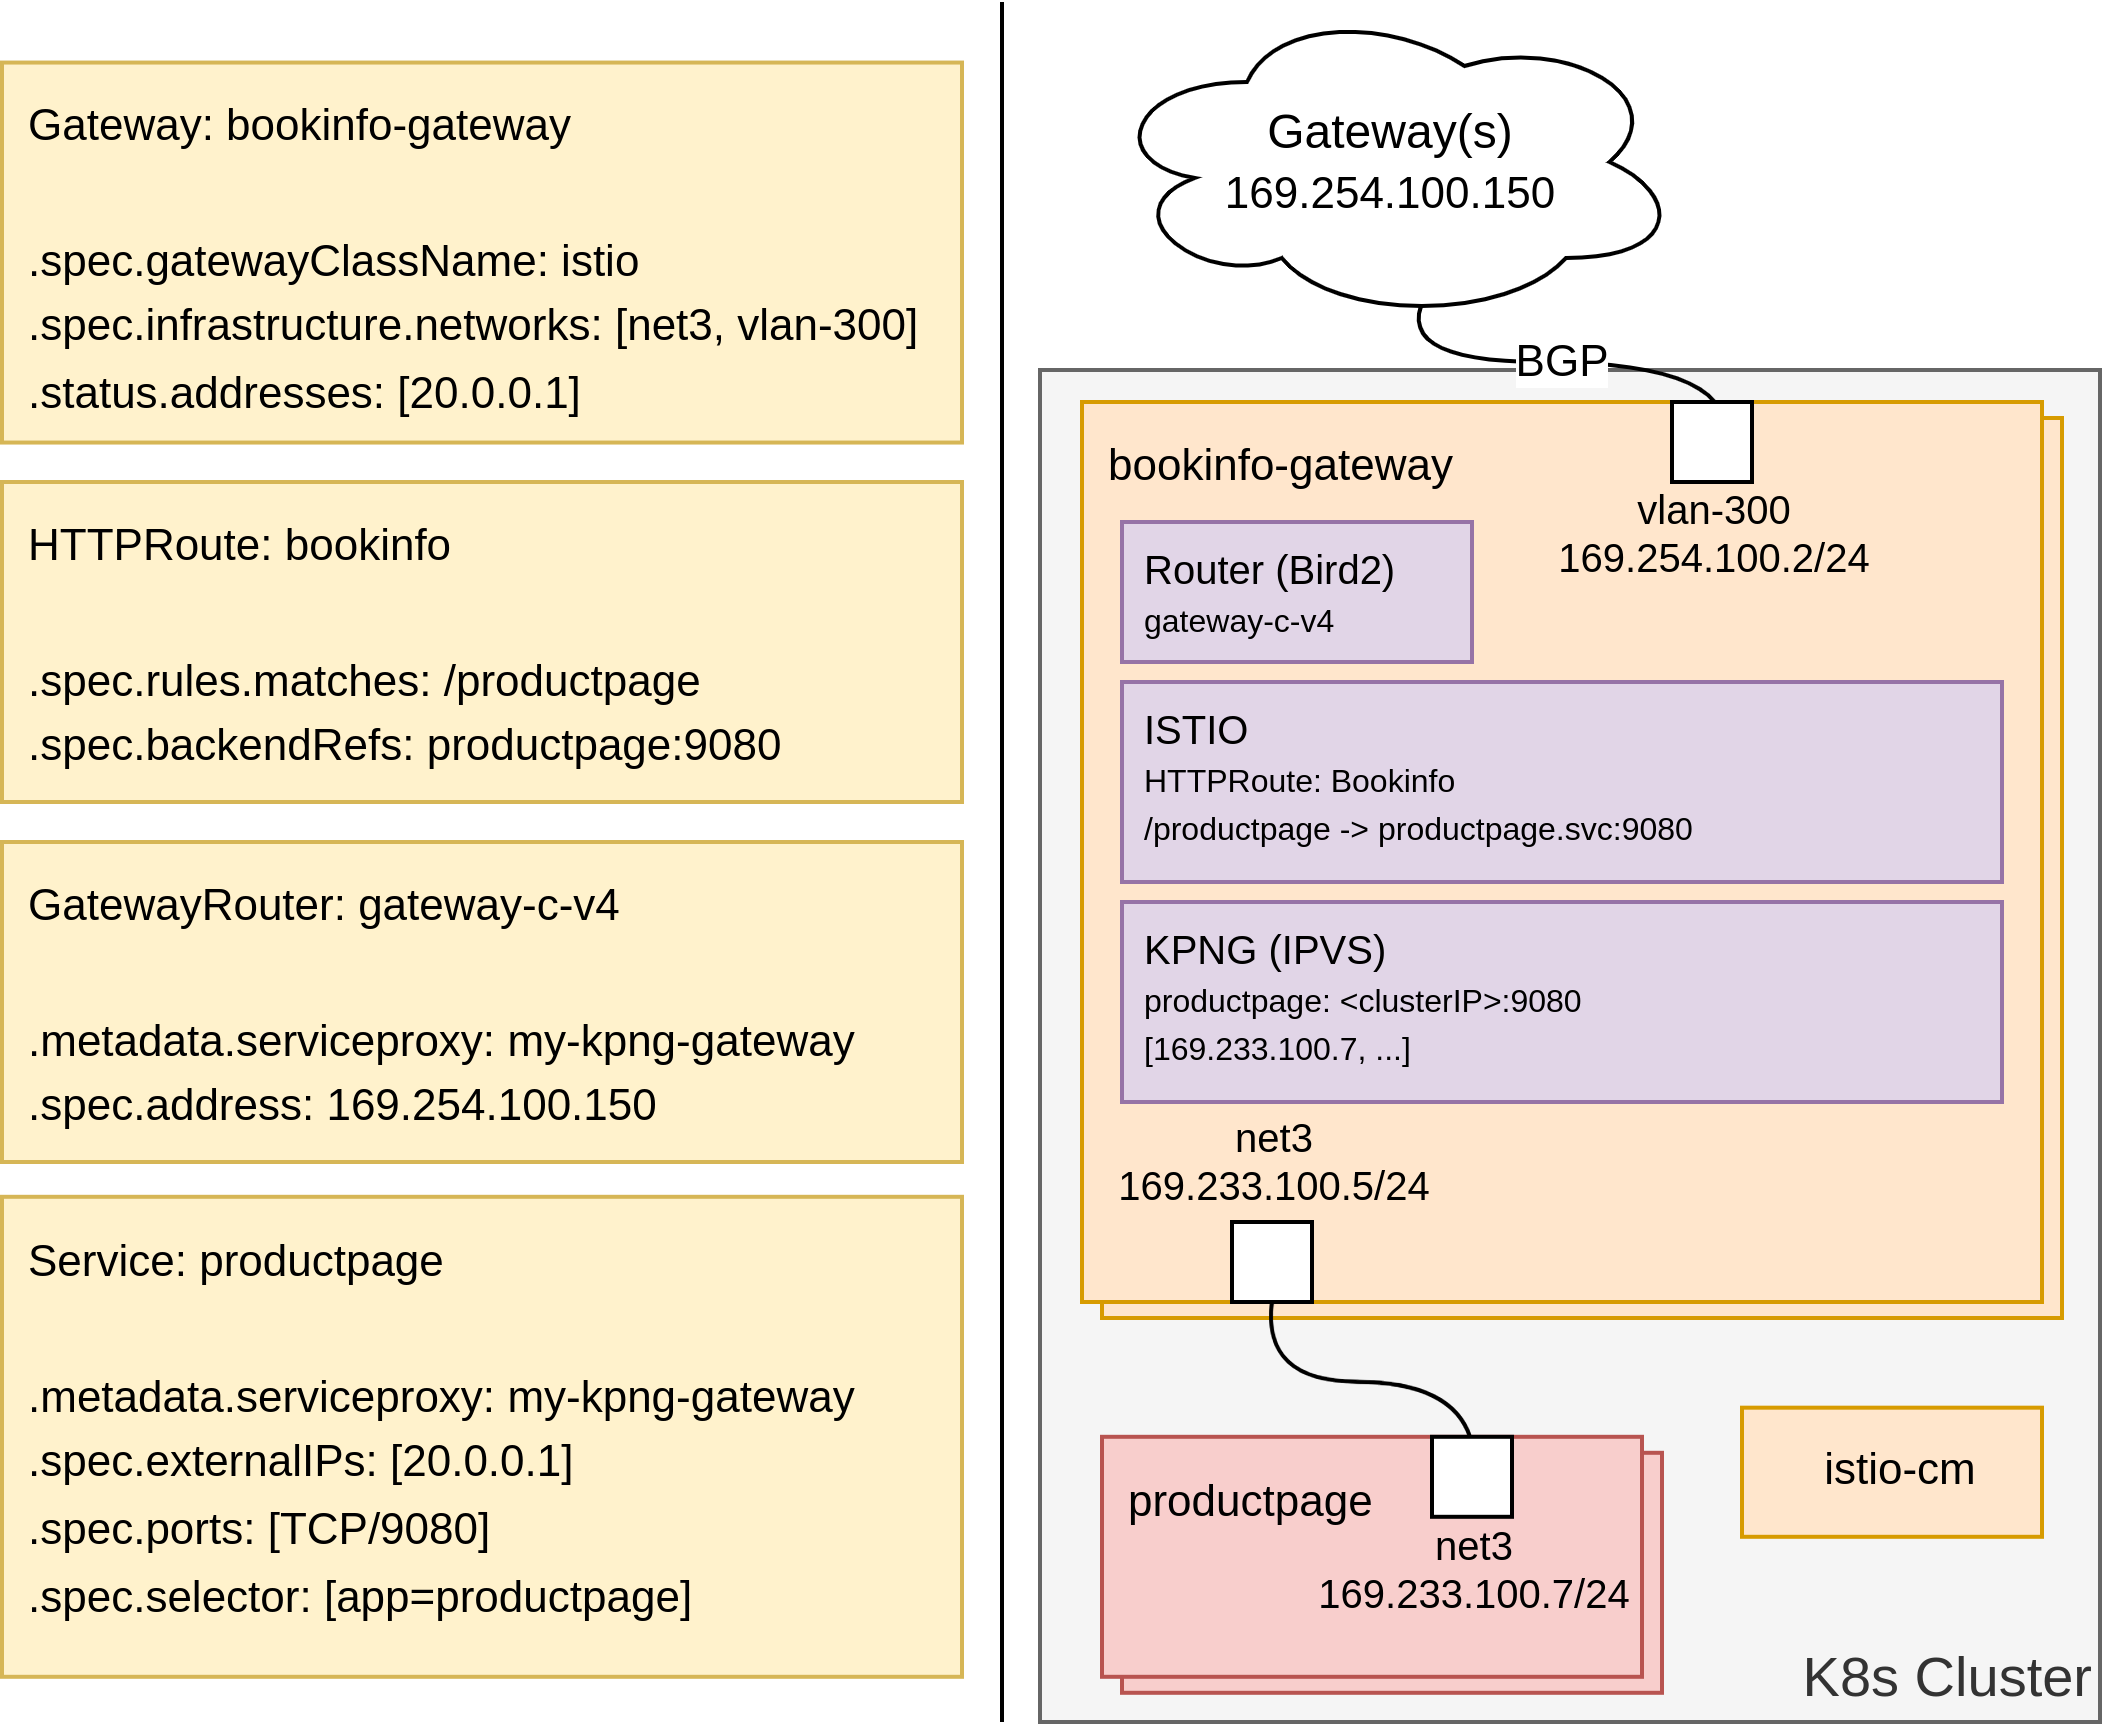 Gateway: bookinfo-gateway
.spec.gatewayClassName: istio
.spec.infrastructure.networks: [net3, vlan-300]
.status.addresses: [20.0.0.1]
HTTPRoute: bookinfo
.spec.rules.matches: /productpage
.spec.backendRefs: productpage:9080
GatewayRouter: gateway-c-v4
.metadata.serviceproxy: my-kpng-gateway
.spec.address: 169.254.100.150
Service: productpage
.metadata.serviceproxy: my-kpng-gateway
.spec.externalIPs: [20.0.0.1]
.spec.ports: [TCP/9080]
.spec.selector: [app=productpage]
Gateway(s)
169.254.100.150
BGP
bookinfo-gateway
vlan-300
169.254.100.2/24
Router (Bird2)
gateway-c-v4
ISTIO
HTTPRoute: Bookinfo
/productpage -> productpage.svc:9080
KPNG (IPVS)
productpage: <clusterIP>:9080
[169.233.100.7, ...]
net3
169.233.100.5/24
productpage
net3
169.233.100.7/24
istio-cm
K8s Cluster